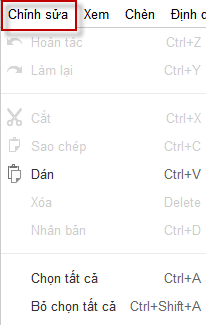 Chỉnh sửa Xem Chèn Định d
Hoàn tác Ctrl+Z
Làm lại Ctrl+Y
Cắt Ctrl+X
Sao chép Ctrl+C
Dán Ctrl+V
Xóa Delete
Nhân bản Ctrl+D
Chọn tất cả Ctrl+A
Bỏ chọn tất cả Ctrl+Shift+A